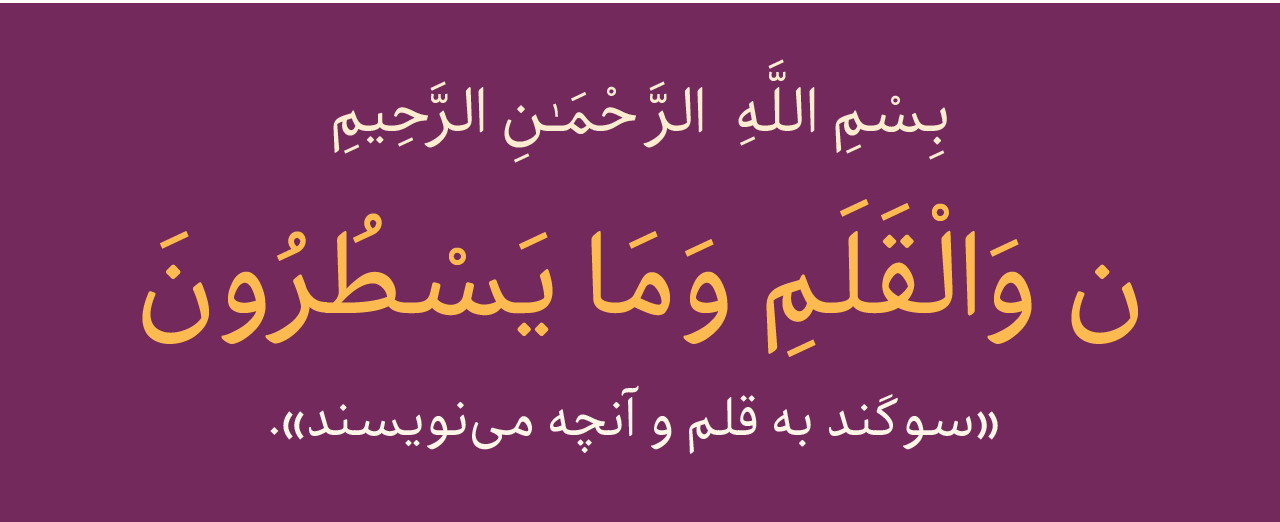 بِسْمِ اللَّهِ الرَّحْمَـٰنِ الرَّحِيمِ
ن وَالْقَلَمِ وَمَا يَسْطُرُونَ
«سوگند به قلم و آنچه می‌نویسند».